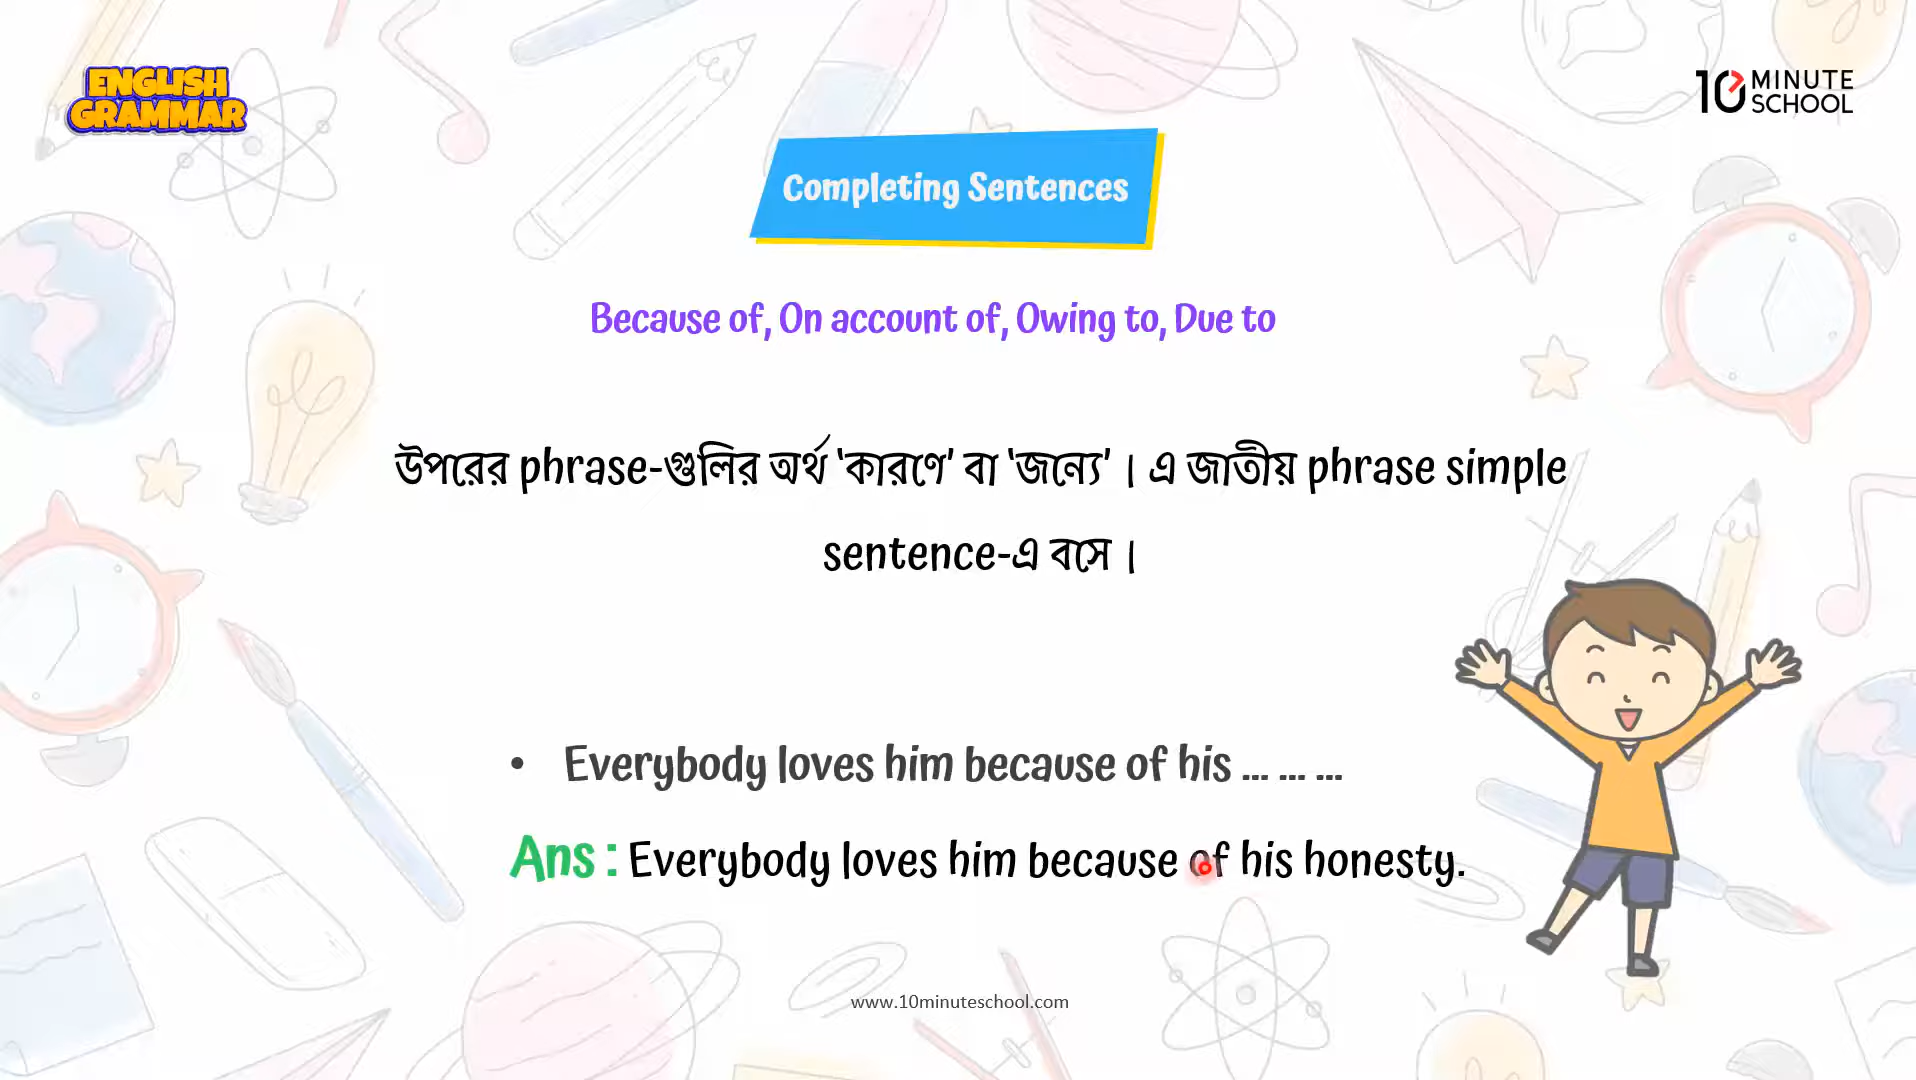 ENGLISH
GRAMMAR
10 MINUTE
SCHOOL
Completing Sentences
Because of, On account of, Owing to, Due to
উপরের phrase-গুলির অর্থ ‘কারণে’ বা ‘জন্যে’ । এ জাতীয় phrase simple
sentence-এ বসে ।
• Everybody loves him because of his ... ... ...
Ans : Everybody loves him because of his honesty.
www.10minuteschool.com